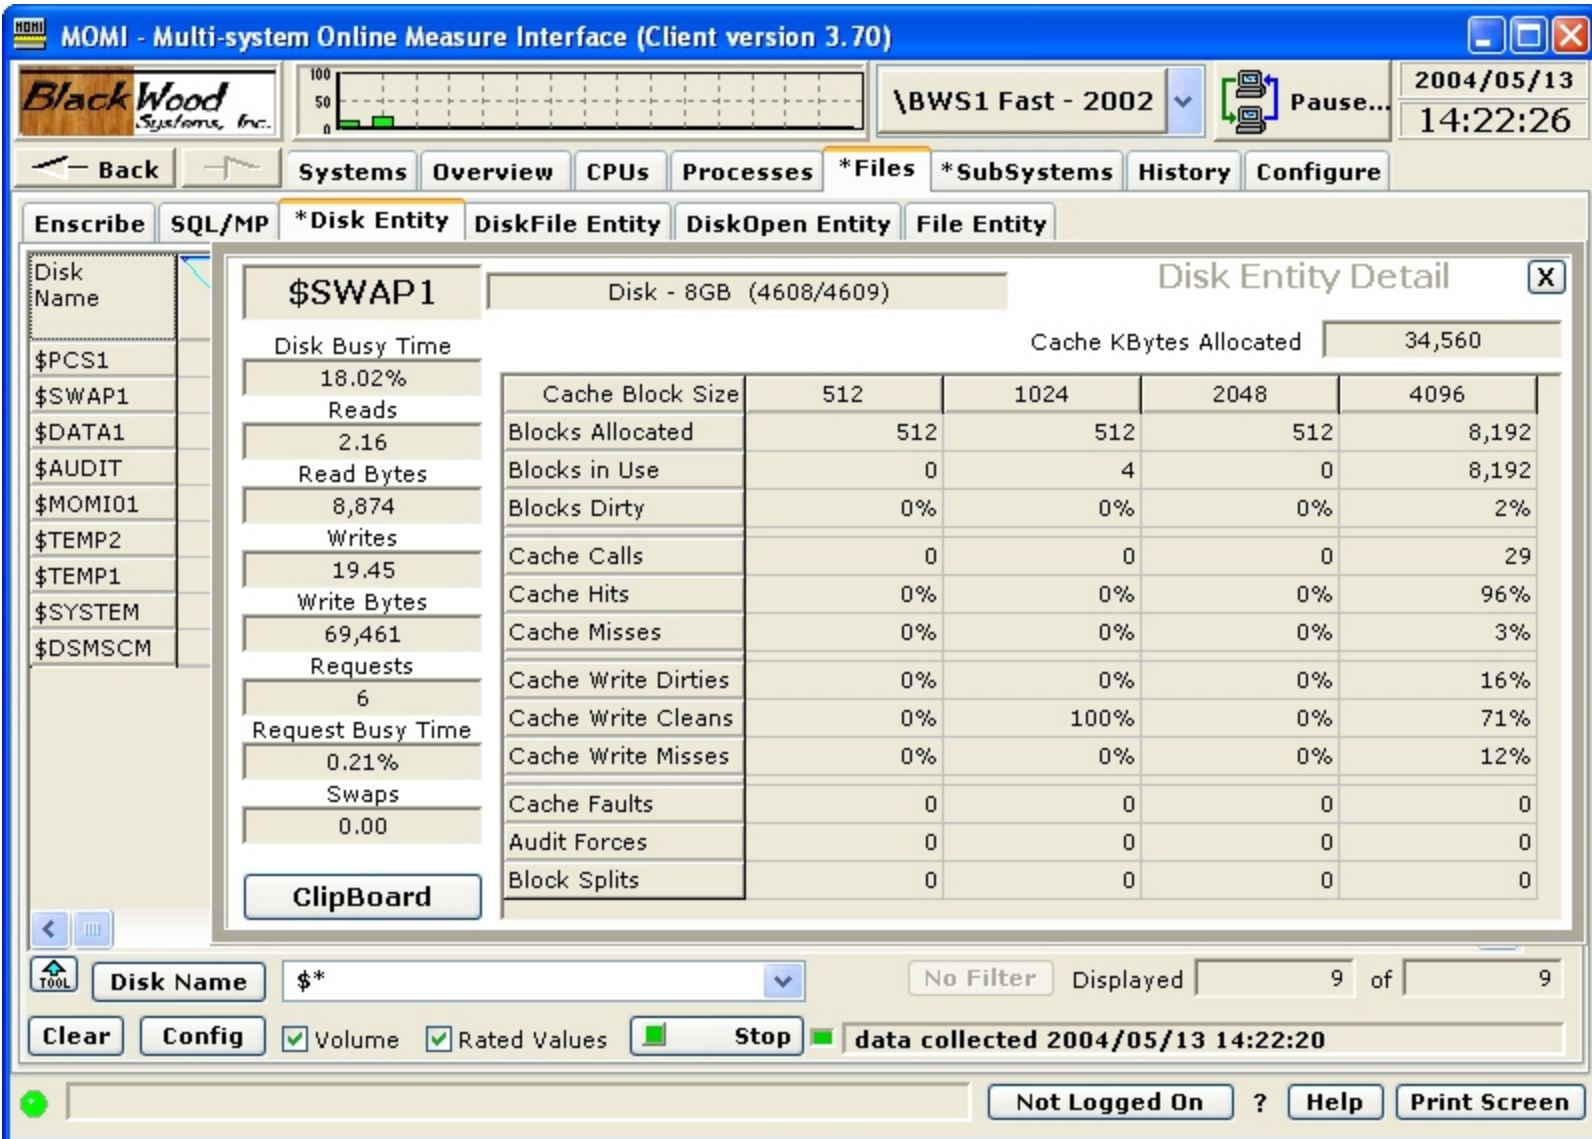 MOMI
MOMI - Multi-system Online Measure Interface (Client version 3.70)
BlackWood
Systems, Inc.
100
50
0
\BWS1 Fast - 2002
Pause...
2004/05/13
14:22:26
Back
Systems Overview CPUs Processes *Files *SubSystems History Configure
Enscribe SQL/MP *Disk Entity DiskFile Entity DiskOpen Entity File Entity
Disk
Name
$PCS1
$SWAP1
$DATA1
$AUDIT
$MOMI01
$TEMP2
$TEMP1
$SYSTEM
$DSMSCM
$SWAP1
Disk - 8GB (4608/4609)
Disk Entity Detail
X
Disk Busy Time
18.02%
Reads
2.16
Read Bytes
8,874
Writes
19.45
Write Bytes
69,461
Requests
6
Request Busy Time
0.21%
Swaps
0.00
ClipBoard
Cache KBytes Allocated 34,560
Cache Block Size 512 1024 2048 4096
Blocks Allocated 512 512 512 8,192
Blocks in Use 0 4 0 8,192
Blocks Dirty 0% 0% 0% 2%
Cache Calls 0 0 0 29
Cache Hits 0% 0% 0% 96%
Cache Misses 0% 0% 0% 3%
Cache Write Dirties 0% 0% 0% 16%
Cache Write Cleans 0% 100% 0% 71%
Cache Write Misses 0% 0% 0% 12%
Cache Faults 0 0 0 0
Audit Forces 0 0 0 0
Block Splits 0 0 0 0
TOOL
Disk Name $* No Filter Displayed 9 of 9
Clear Config Volume Rated Values Stop data collected 2004/05/13 14:22:20
Not Logged On ? Help Print Screen